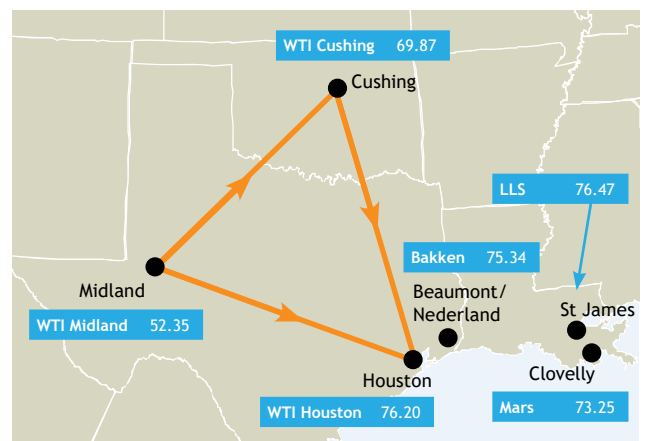 WTI Cushing 69.87
Cushing
LLS 76.47
Bakken 75.34
Midland
Beaumont/
Nederland
St James
WTI Midland 52.35
Clovelly
Houston
WTI Houston 76.20
Mars 73.25